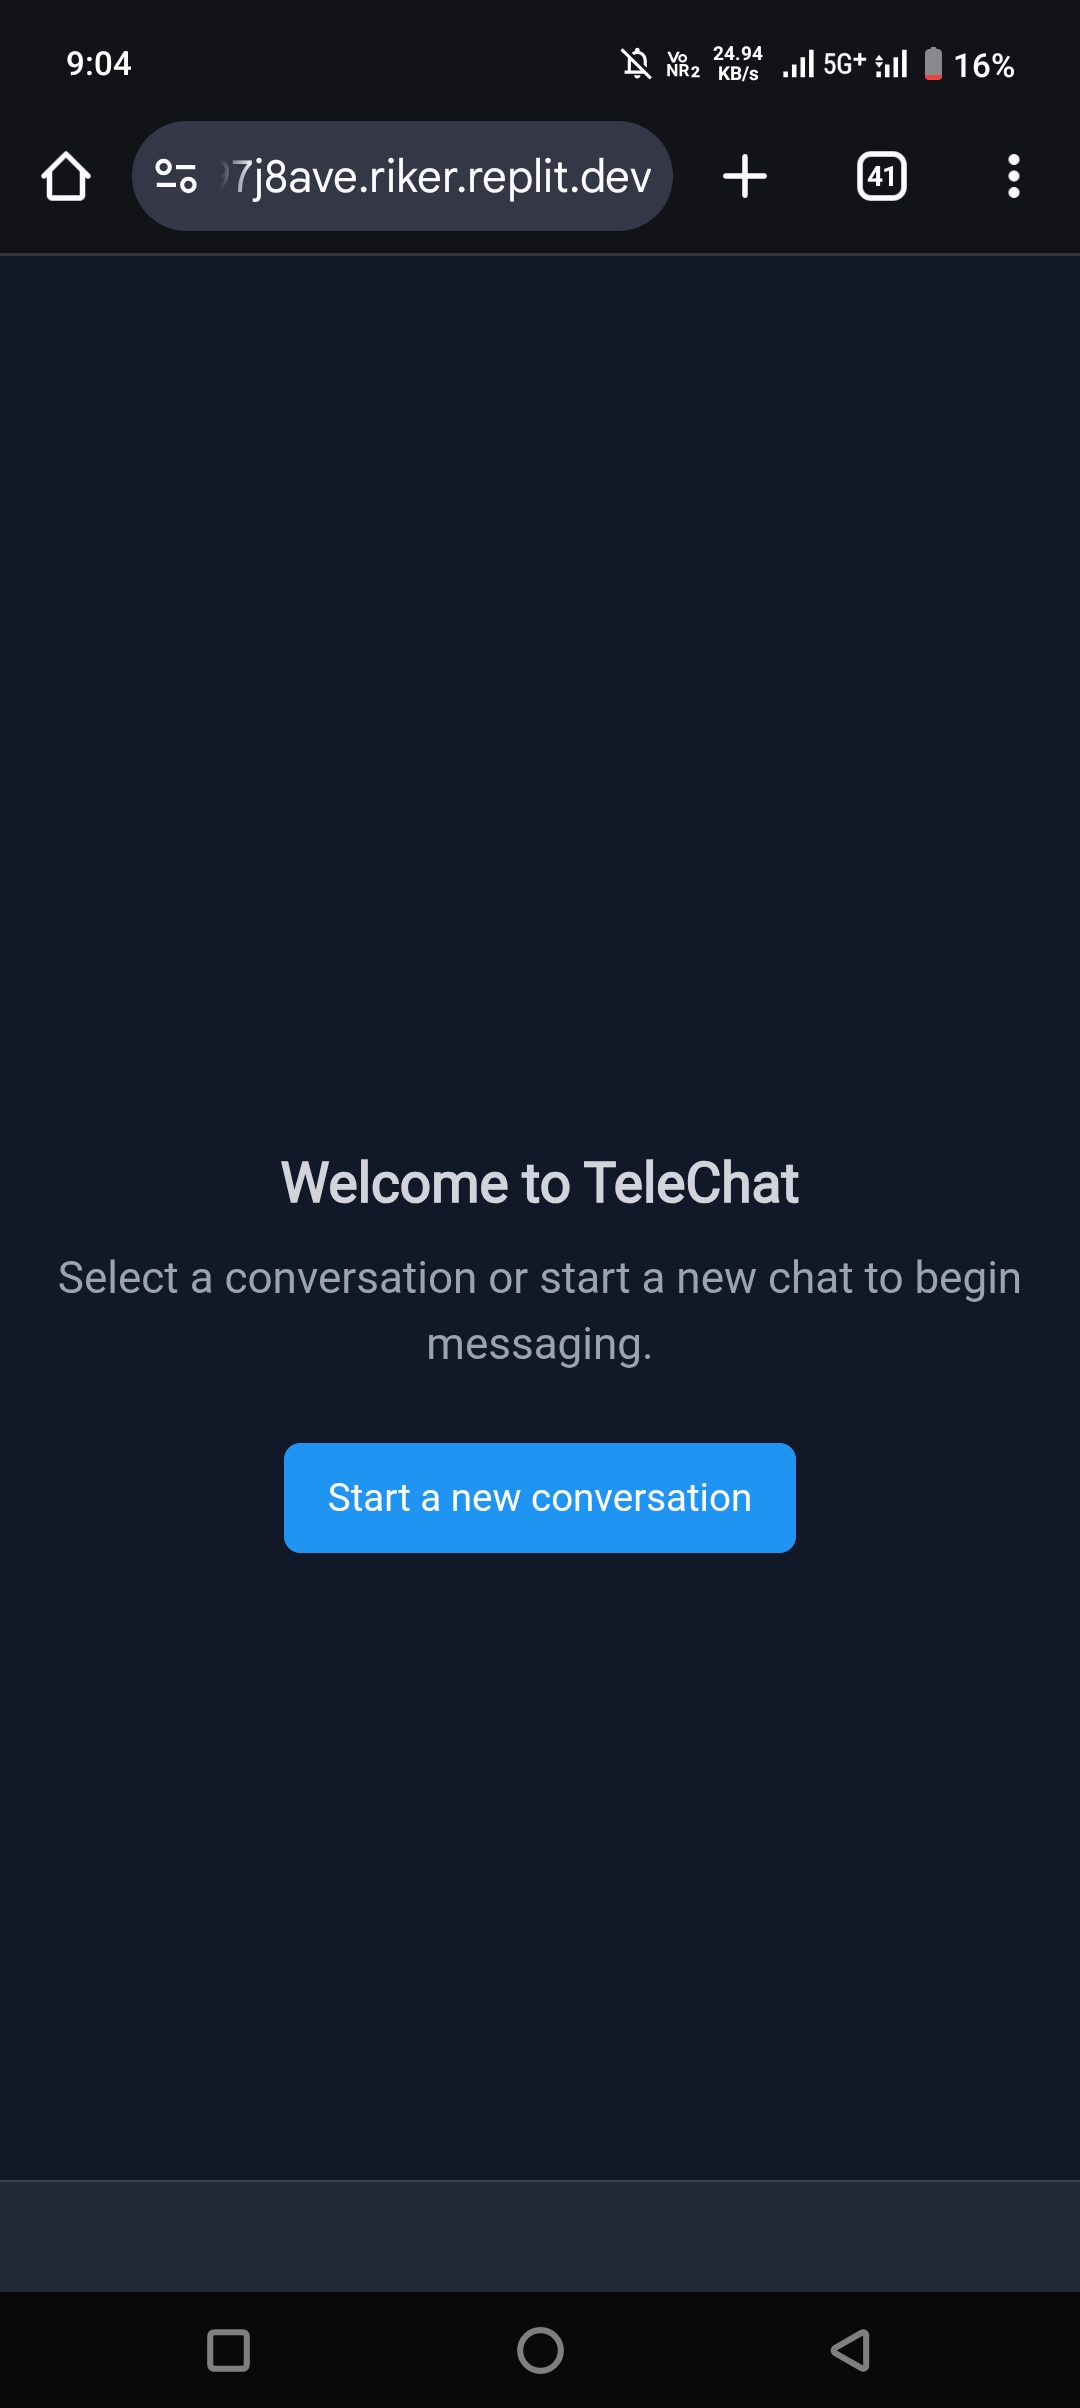 9:04
Vo
NR2
24.94
KB/s
5G+
16%
7j8ave.riker.replit.dev
41
Welcome to TeleChat
Select a conversation or start a new chat to begin
messaging.
Start a new conversation